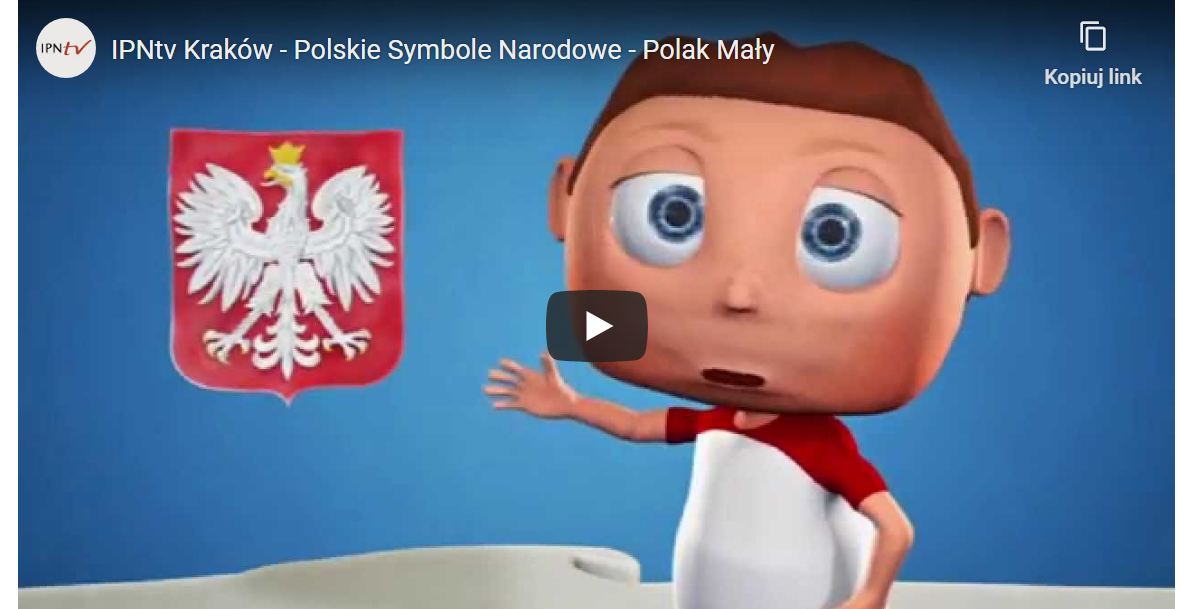 IPNtv
IPNtv Kraków - Polskie Symbole Narodowe - Polak Mały
Kopiuj link